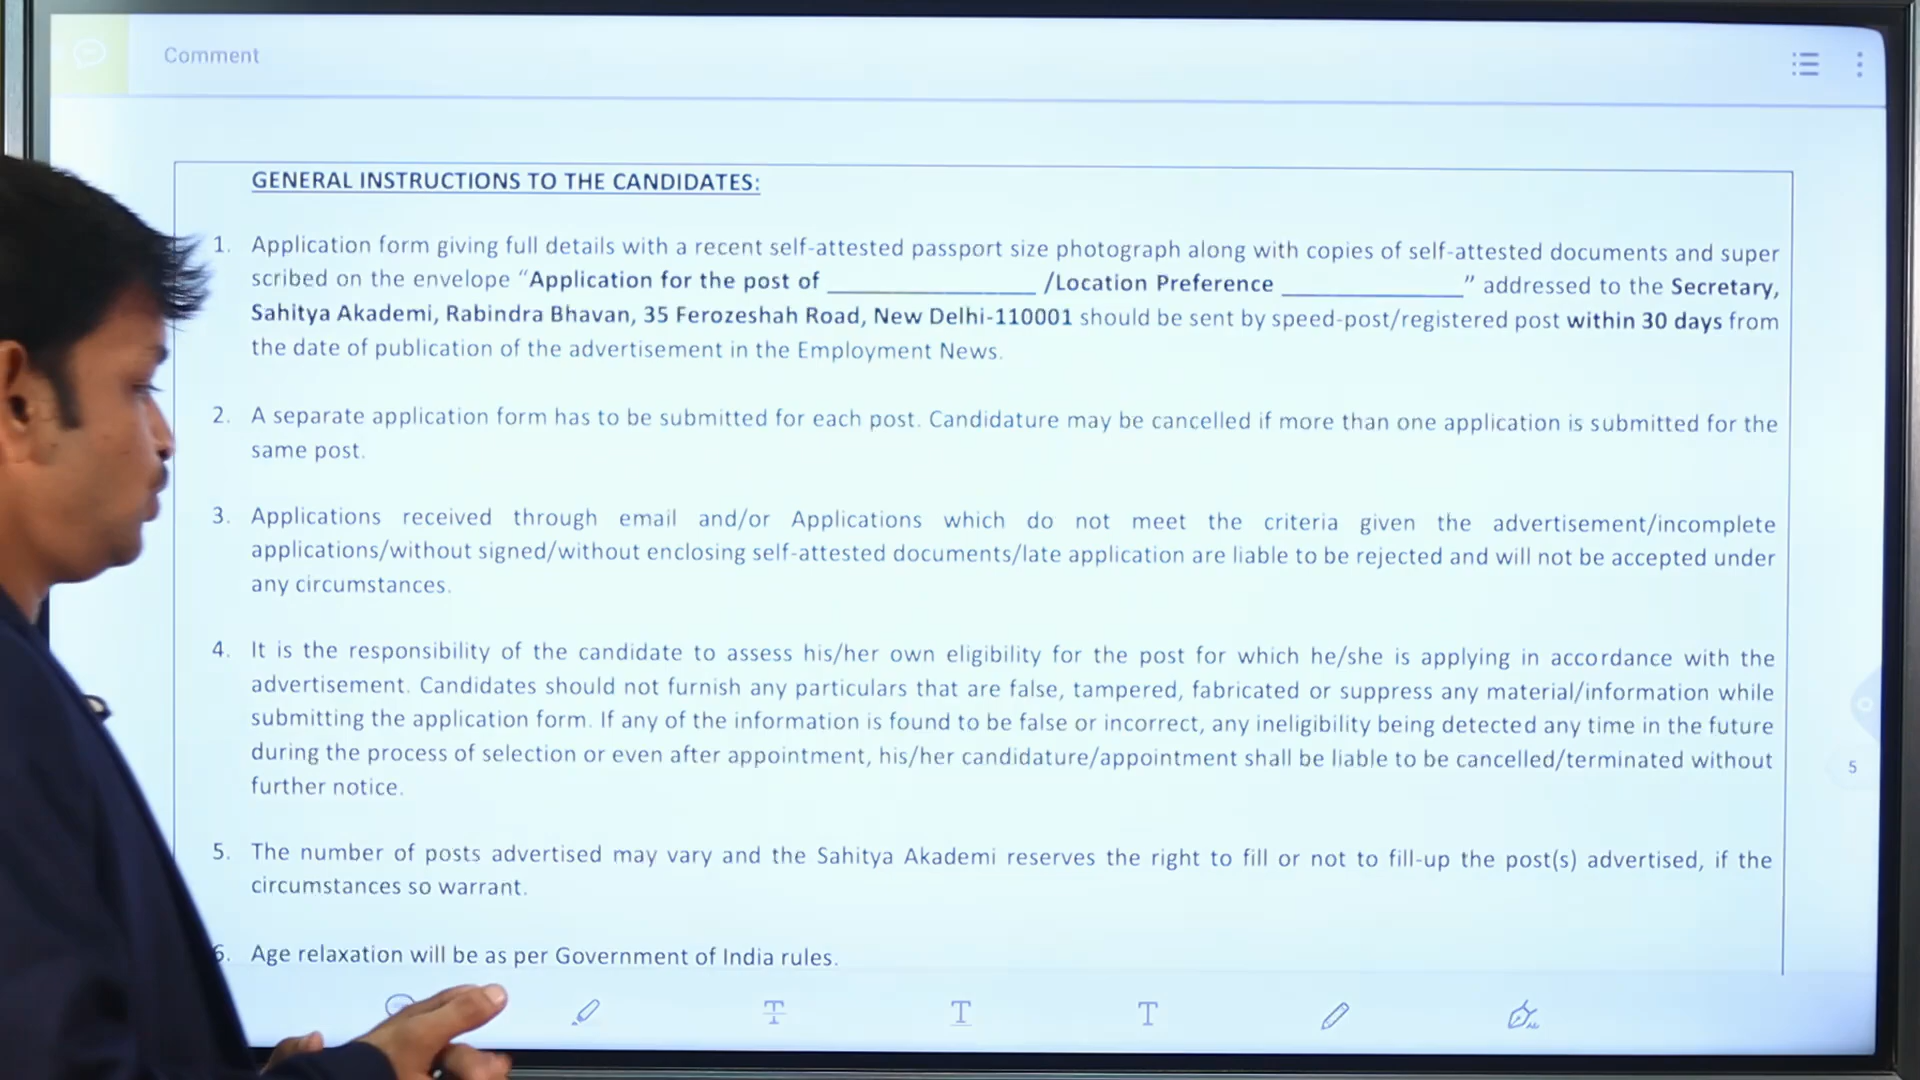 Comment
GENERAL INSTRUCTIONS TO THE CANDIDATES:
1. Application form giving full details with a recent self-attested passport size photograph along with copies of self-attested documents and super
scribed on the envelope “Application for the post of ____________ /Location Preference ____________” addressed to the Secretary,
Sahitya Akademi, Rabindra Bhavan, 35 Ferozeshah Road, New Delhi-110001 should be sent by speed-post/registered post within 30 days from
the date of publication of the advertisement in the Employment News.
2. A separate application form has to be submitted for each post. Candidature may be cancelled if more than one application is submitted for the
same post.
3. Applications received through email and/or Applications which do not meet the criteria given the advertisement/incomplete
applications/without signed/without enclosing self-attested documents/late application are liable to be rejected and will not be accepted under
any circumstances.
4. It is the responsibility of the candidate to assess his/her own eligibility for the post for which he/she is applying in accordance with the
advertisement. Candidates should not furnish any particulars that are false, tampered, fabricated or suppress any material/information while
submitting the application form. If any of the information is found to be false or incorrect, any ineligibility being detected any time in the future
during the process of selection or even after appointment, his/her candidature/appointment shall be liable to be cancelled/terminated without
further notice.
5
5. The number of posts advertised may vary and the Sahitya Akademi reserves the right to fill or not to fill-up the post(s) advertised, if the
circumstances so warrant.
6. Age relaxation will be as per Government of India rules.
T T T